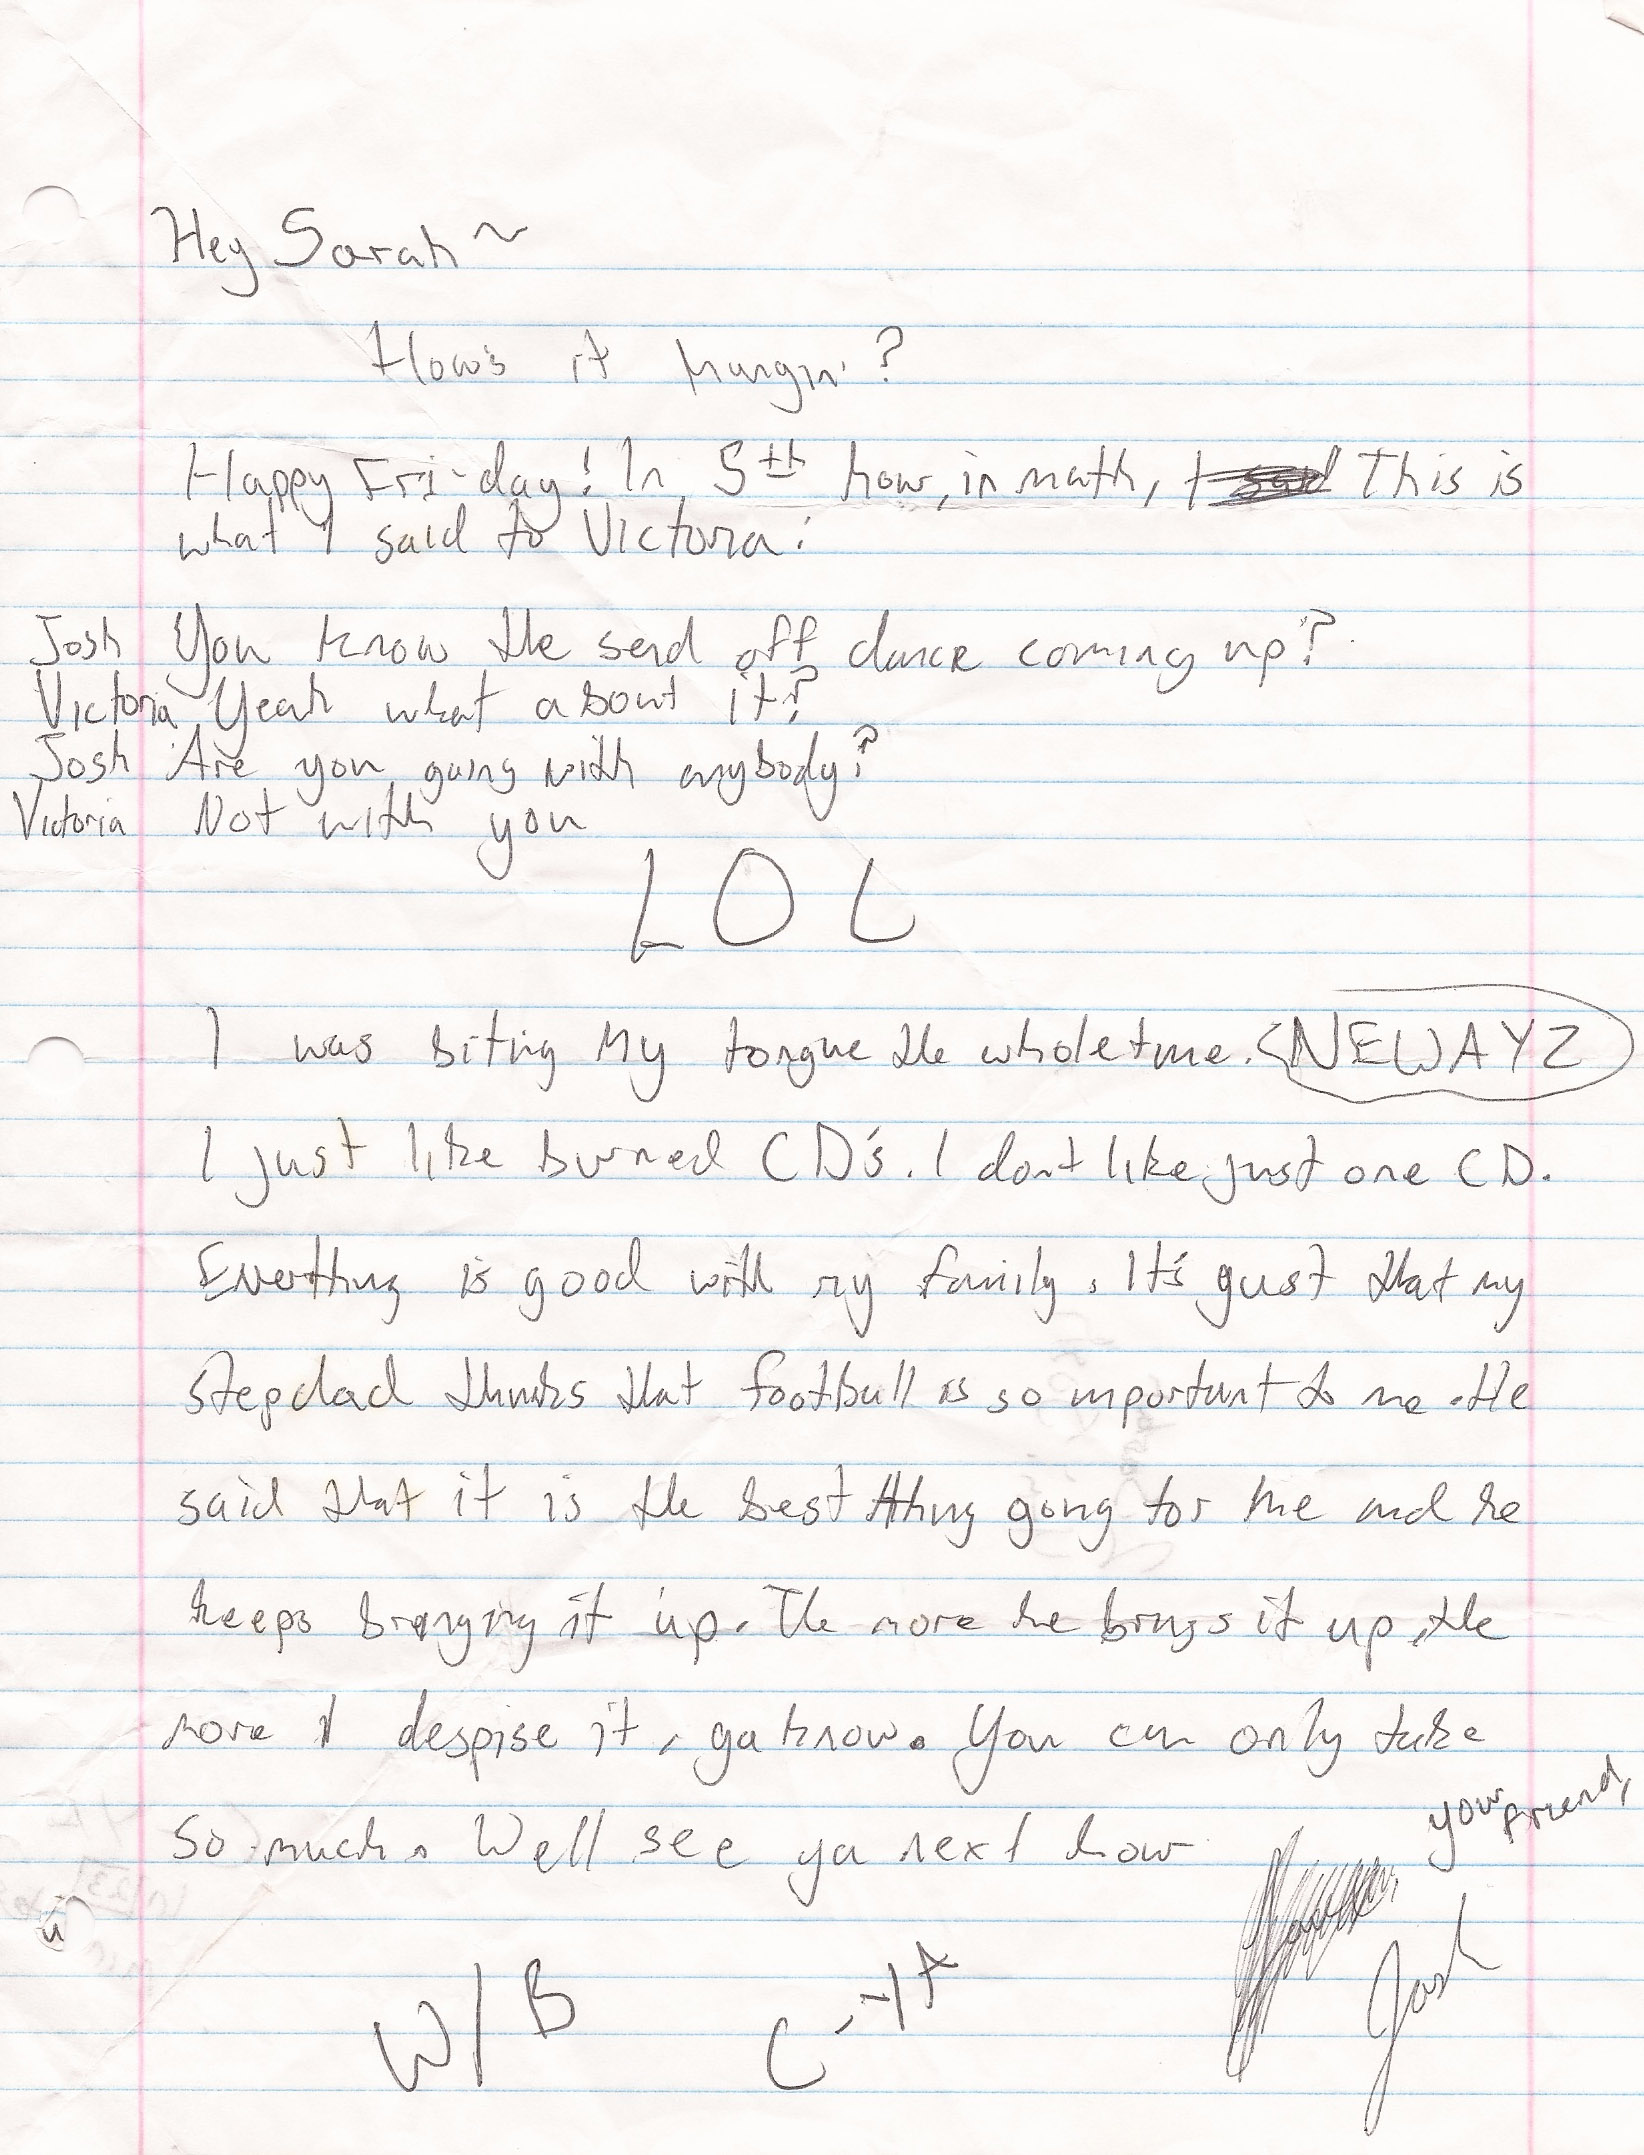 Hey Sarah ~
How's it hangin'?
Happy Fri-day! In 5th hour, in math, I This is
what I said to Victoria:
Josh You know the send off dance coming up?
Victoria Yeah what about it?
Josh Are you going with anybody?
Victoria Not with you
LOL
I was biting my tongue the whole time. NEWAYZ
I just like burned CD's. I dont like just one CD.
Everthing is good with my family. It's just that my
stepdad thinks that football is so important to me. He
said that it is the best thing going for me and he
keeps bringing it up. The more he brings it up, the
more I despise it, ya know. You can only take
so much. Well see ya next hour
your friend,
Josh
W/B C-YA